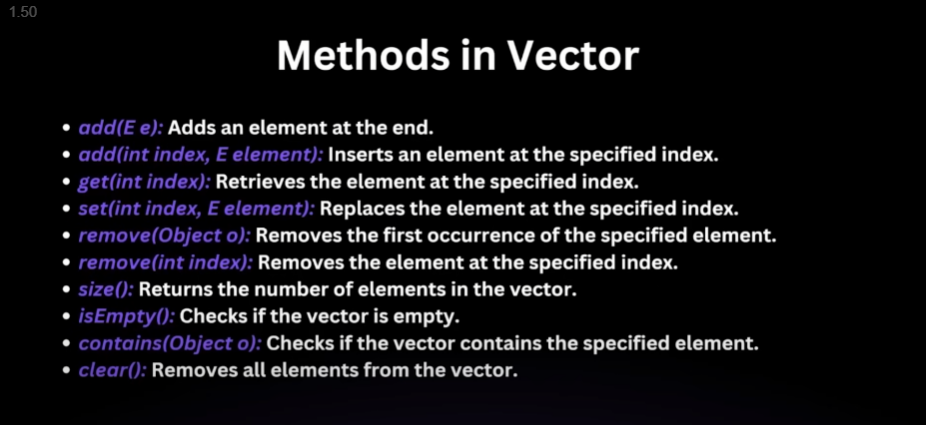 1.50
Methods in Vector
• add(E e): Adds an element at the end.
• add(int index, E element): Inserts an element at the specified index.
• get(int index): Retrieves the element at the specified index.
• set(int index, E element): Replaces the element at the specified index.
• remove(Object o): Removes the first occurrence of the specified element.
• remove(int index): Removes the element at the specified index.
• size(): Returns the number of elements in the vector.
• isEmpty(): Checks if the vector is empty.
• contains(Object o): Checks if the vector contains the specified element.
• clear(): Removes all elements from the vector.